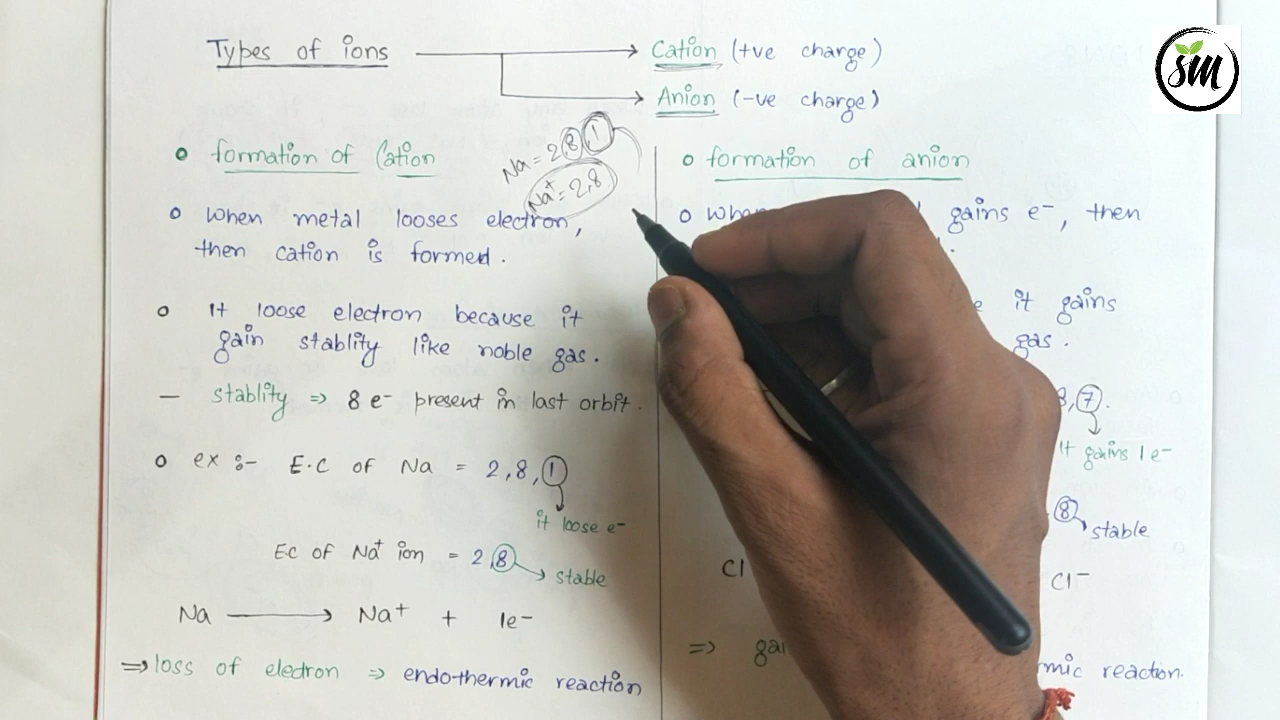 Types of ions
Cation (+ve charge)
Anion (-ve charge)
SM
formation of Cation
Na = 2,8,1
Na+ = 2,8
When metal looses electron,
then cation is formed.
It loose electron because it
gain stablity like noble gas.
— stablity ⇒ 8 e- present in last orbit.
ex :- E.C of Na = 2,8,1
it loose e-
EC of Na+ ion = 2,8
stable
Na → Na+ + 1e-
⇒ loss of electron ⇒ endo-thermic reaction
formation of anion
gains e-, then
it gains
gas.
,7.
It gains 1e-
8
stable
Cl
Cl-
⇒
reaction.